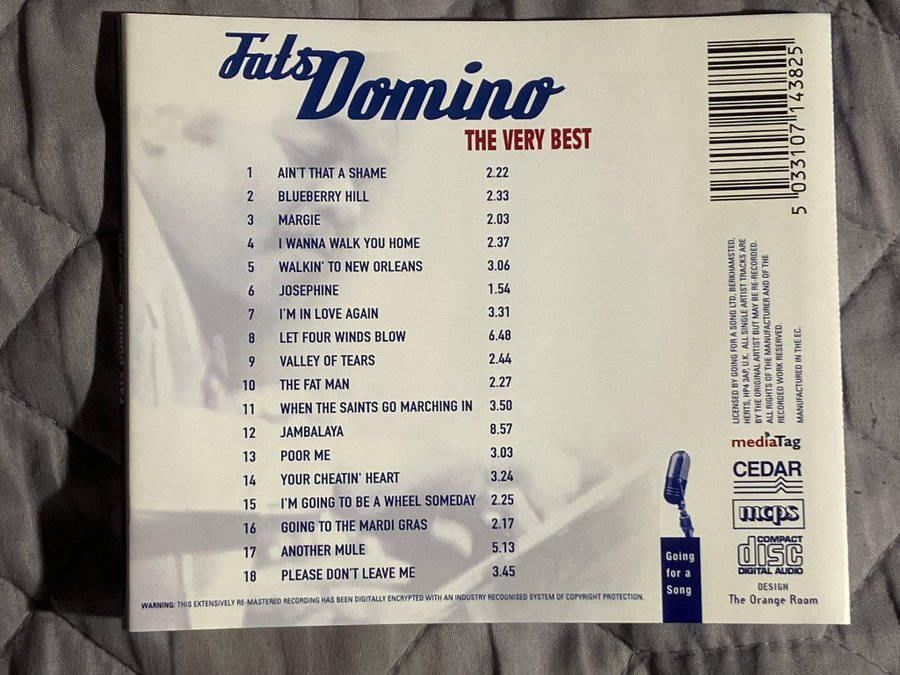 Fats Domino
THE VERY BEST
1 AIN'T THAT A SHAME 2.22
2 BLUEBERRY HILL 2.33
3 MARGIE 2.03
4 I WANNA WALK YOU HOME 2.37
5 WALKIN' TO NEW ORLEANS 3.06
6 JOSEPHINE 1.54
7 I'M IN LOVE AGAIN 3.31
8 LET FOUR WINDS BLOW 6.48
9 VALLEY OF TEARS 2.44
10 THE FAT MAN 2.27
11 WHEN THE SAINTS GO MARCHING IN 3.50
12 JAMBALAYA 8.57
13 POOR ME 3.03
14 YOUR CHEATIN' HEART 3.24
15 I'M GOING TO BE A WHEEL SOMEDAY 2.25
16 GOING TO THE MARDI GRAS 2.17
17 ANOTHER MULE 5.13
18 PLEASE DON'T LEAVE ME 3.45
WARNING: THIS EXTENSIVELY RE-MASTERED RECORDING HAS BEEN DIGITALLY ENCRYPTED WITH AN INDUSTRY RECOGNISED SYSTEM OF COPYRIGHT PROTECTION.
5 033107 143825
LICENSED BY GOING FOR A SONG LTD, BERKHAMSTED,
HERTS, HP4 3AP, U.K. ALL SINGLE ARTIST TRACKS ARE
BY THE ORIGINAL ARTIST BUT MAY BE RE-RECORDED.
ALL RIGHTS OF THE MANUFACTURER AND OF THE
RECORDED WORK RESERVED.
MANUFACTURED IN THE EC.
mediaTag
CEDAR
mcps
COMPACT
disc
DIGITAL AUDIO
DESIGN
The Orange Room
Going
for a
Song